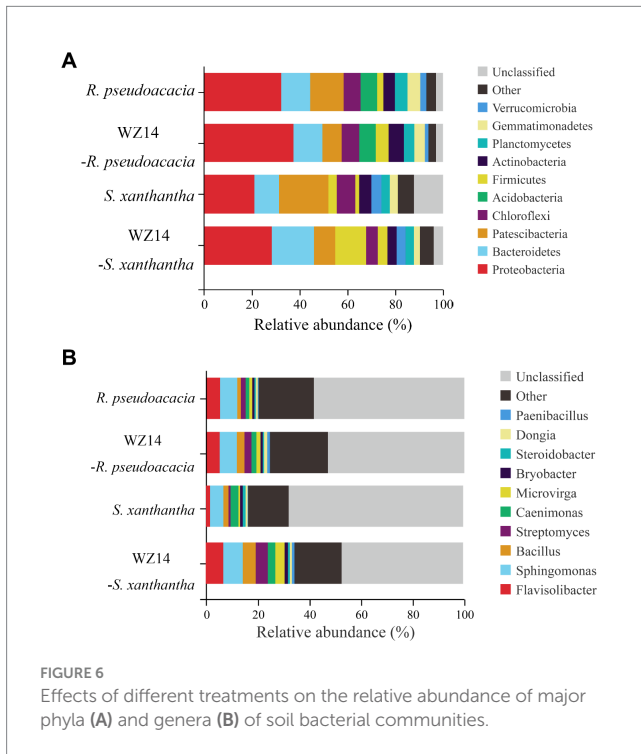 A
R. pseudoacacia
WZ14
-R. pseudoacacia
S. xanthantha
WZ14
-S. xanthantha
0 20 40 60 80 100
Relative abundance (%)
Unclassified
Other
Verrucomicrobia
Gemmatimonadetes
Planctomycetes
Actinobacteria
Firmicutes
Acidobacteria
Chloroflexi
Patescibacteria
Bacteroidetes
Proteobacteria
B
R. pseudoacacia
WZ14
-R. pseudoacacia
S. xanthantha
WZ14
-S. xanthantha
0 20 40 60 80 100
Relative abundance (%)
Unclassified
Other
Paenibacillus
Dongia
Steroidobacter
Bryobacter
Microvirga
Caenimonas
Streptomyces
Bacillus
Sphingomonas
Flavisolibacter
FIGURE 6
Effects of different treatments on the relative abundance of major
phyla (A) and genera (B) of soil bacterial communities.